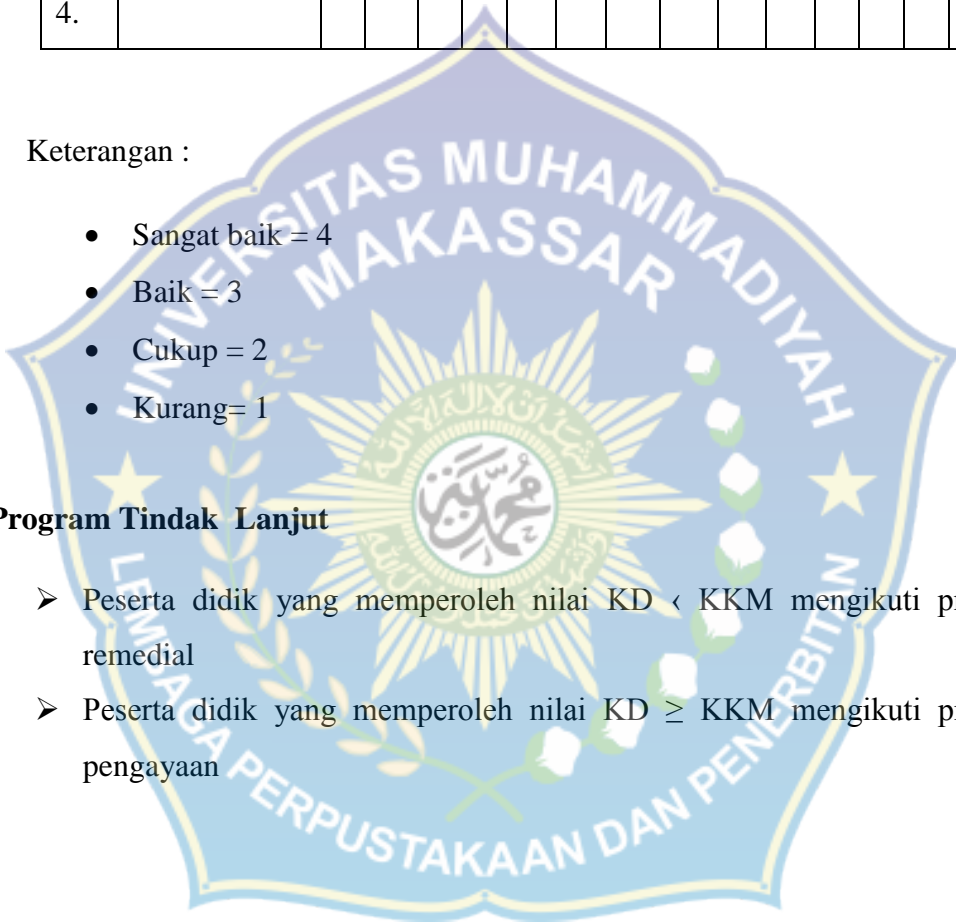 4.
Keterangan :
• Sangat baik = 4
• Baik = 3
• Cukup = 2
• Kurang= 1
Program Tindak Lanjut
➢ Peserta didik yang memperoleh nilai KD ‹ KKM mengikuti
remedial
➢ Peserta didik yang memperoleh nilai KD ≥ KKM mengikuti
pengayaan
UNIVERSITAS MUHAMMADIYAH
MAKASSAR
LEMBAGA PERPUSTAKAAN DAN PENERBITAN